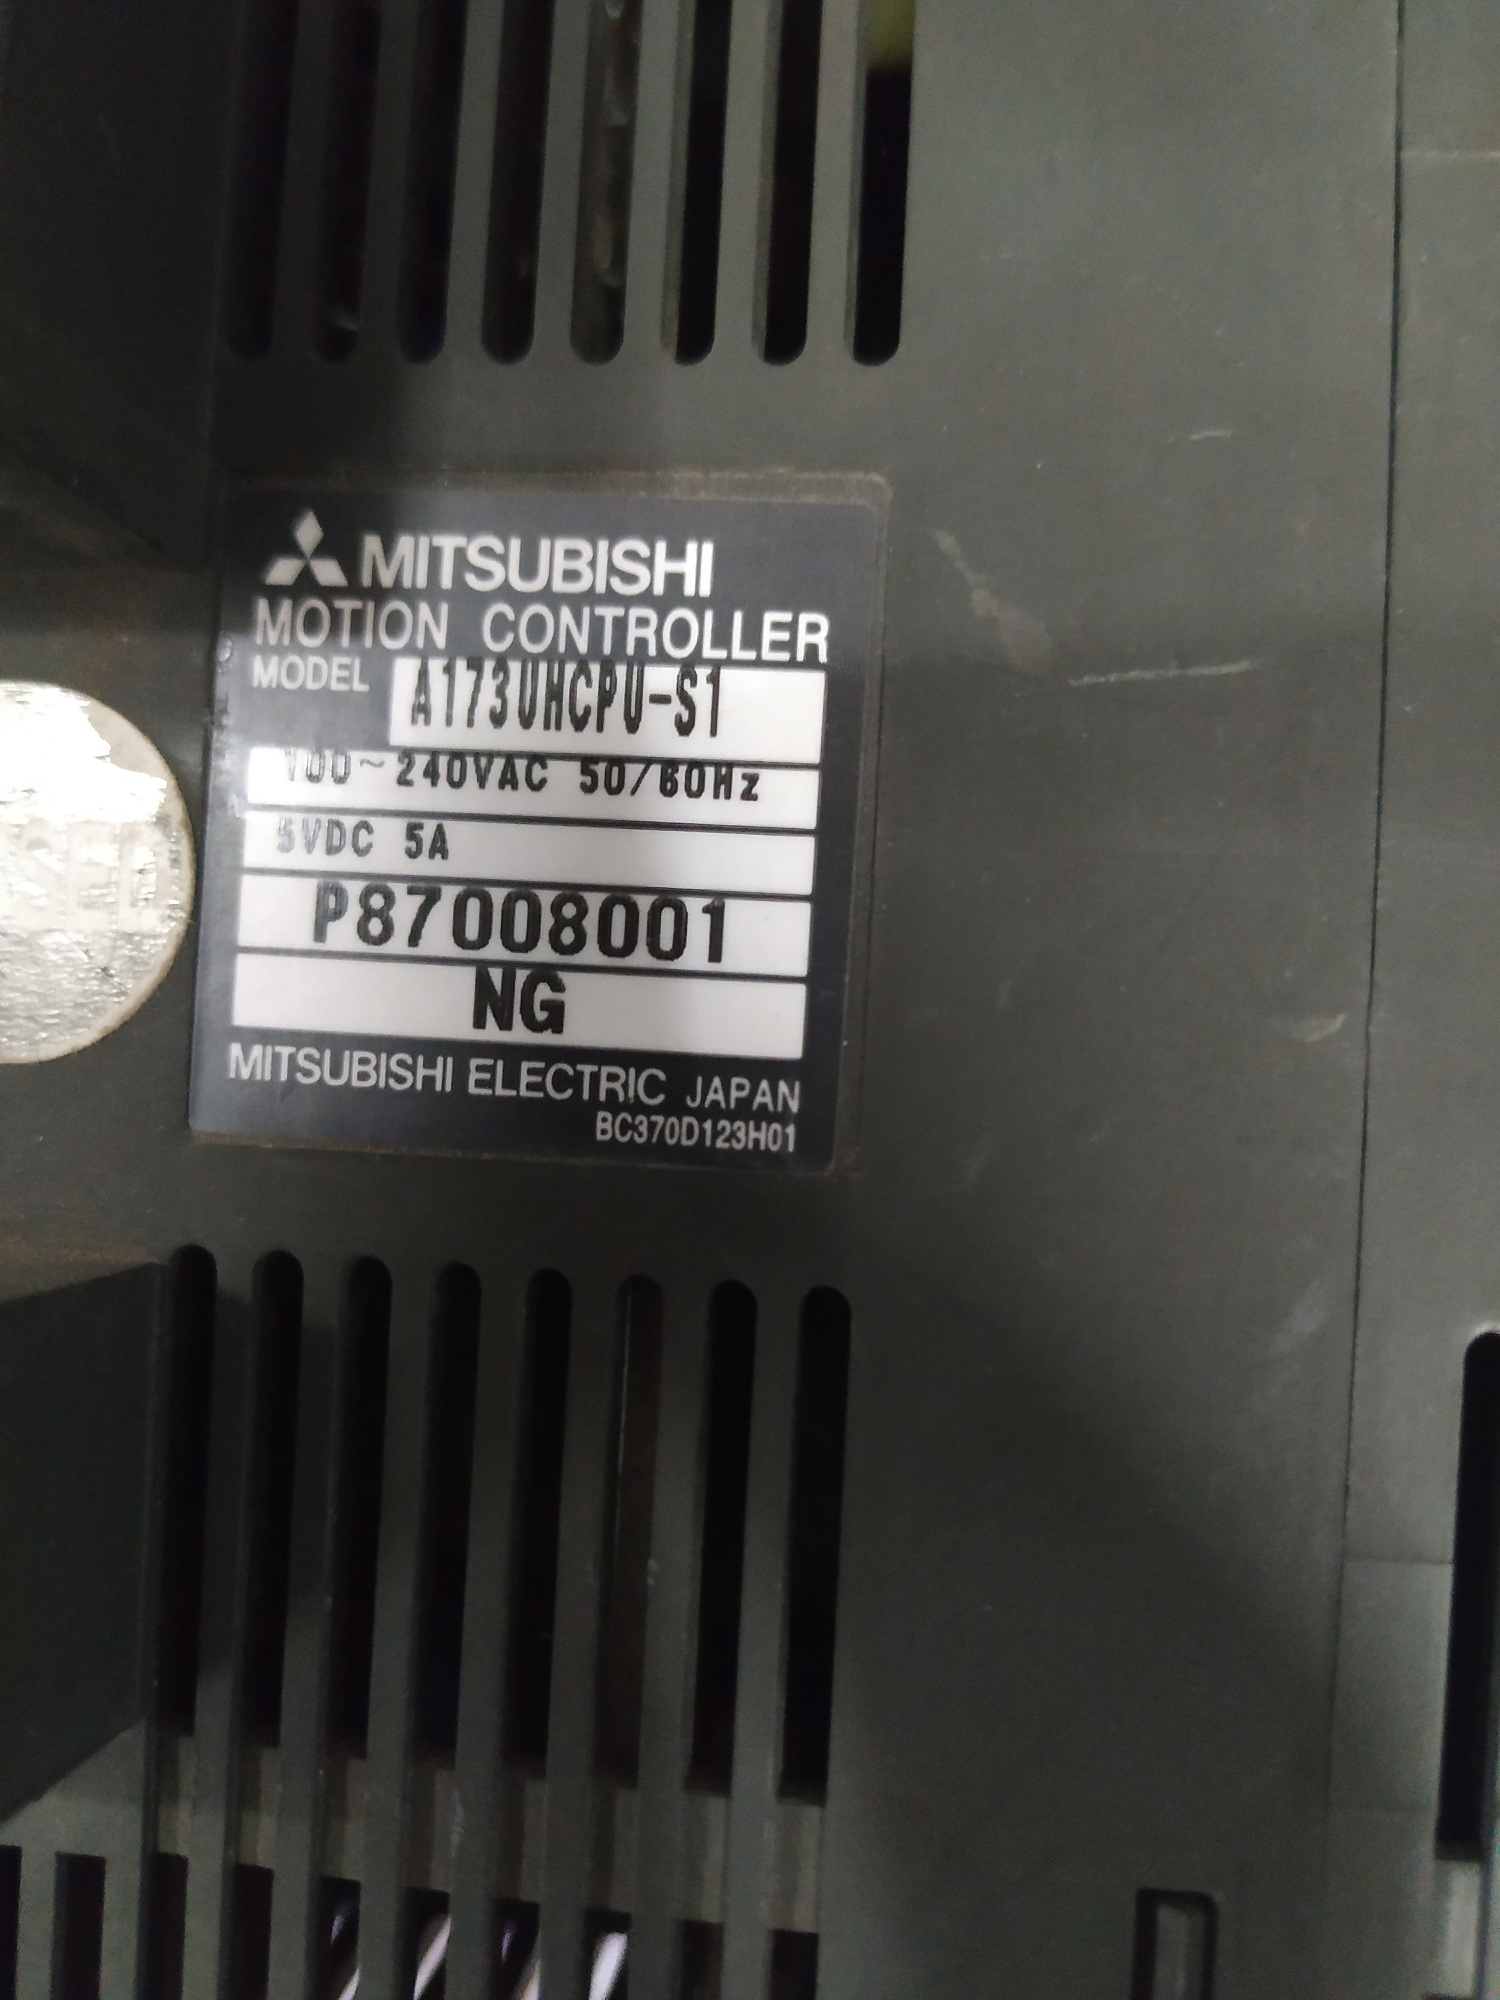 MITSUBISHI
MOTION CONTROLLER
MODEL A173UHCPU-S1
100~240VAC 50/60Hz
5VDC 5A
P87008001
NG
MITSUBISHI ELECTRIC JAPAN
BC370D123H01